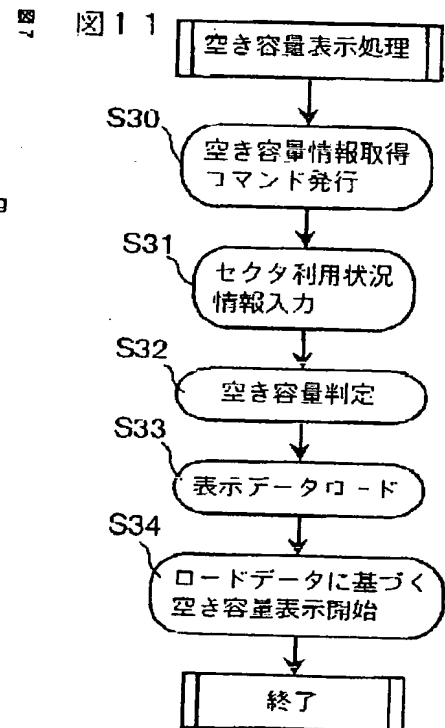 図7
図11
空き容量表示処理
S30
空き容量情報取得
コマンド発行
S31
セクタ利用状況
情報入力
S32
空き容量判定
S33
表示データロード
S34
ロードデータに基づく
空き容量表示開始
終了
g